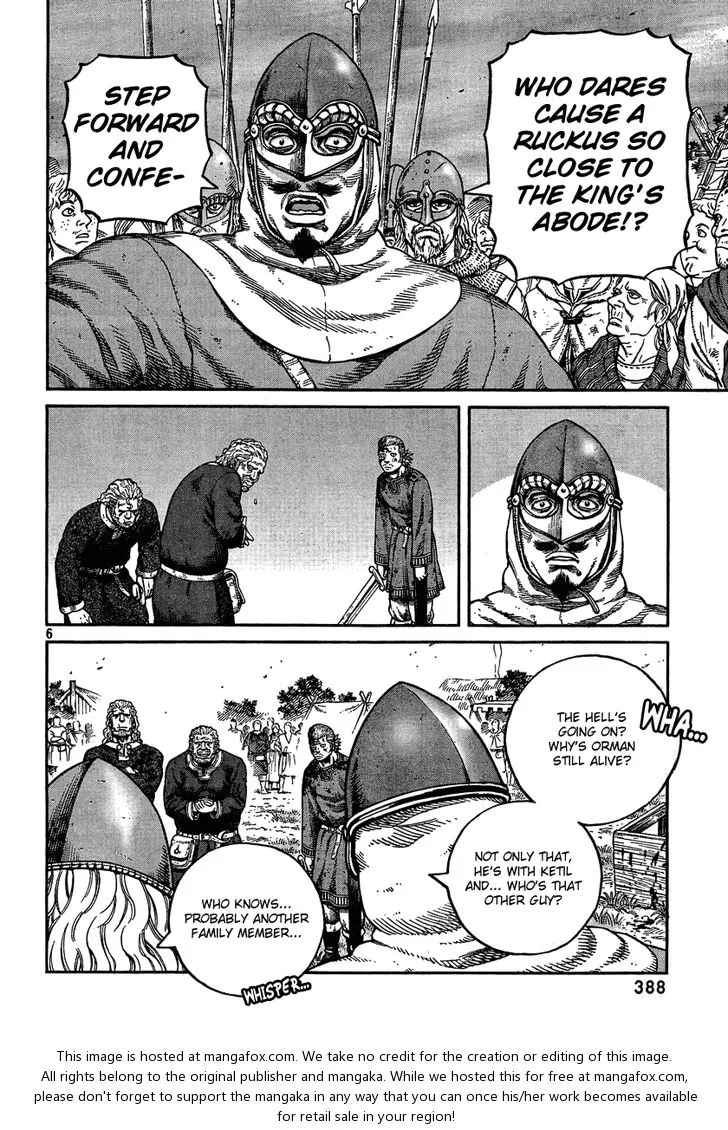 WHO DARES
CAUSE A
RUCKUS SO
CLOSE TO
THE KING'S
ABODE!?
STEP
FORWARD
AND
CONFE-
6
WHA...
THE HELL'S
GOING ON?
WHY'S ORMAN
STILL ALIVE?
NOT ONLY THAT,
HE'S WITH KETIL
AND... WHO'S THAT
OTHER GUY?
WHO KNOWS...
PROBABLY ANOTHER
FAMILY MEMBER...
WHISPER...
388
This image is hosted at mangafox.com. We take no credit for the creation or editing of this image.
All rights belong to the original publisher and mangaka. While we hosted this for free at mangafox.com,
please don't forget to support the mangaka in any way that you can once his/her work becomes available
for retail sale in your region!